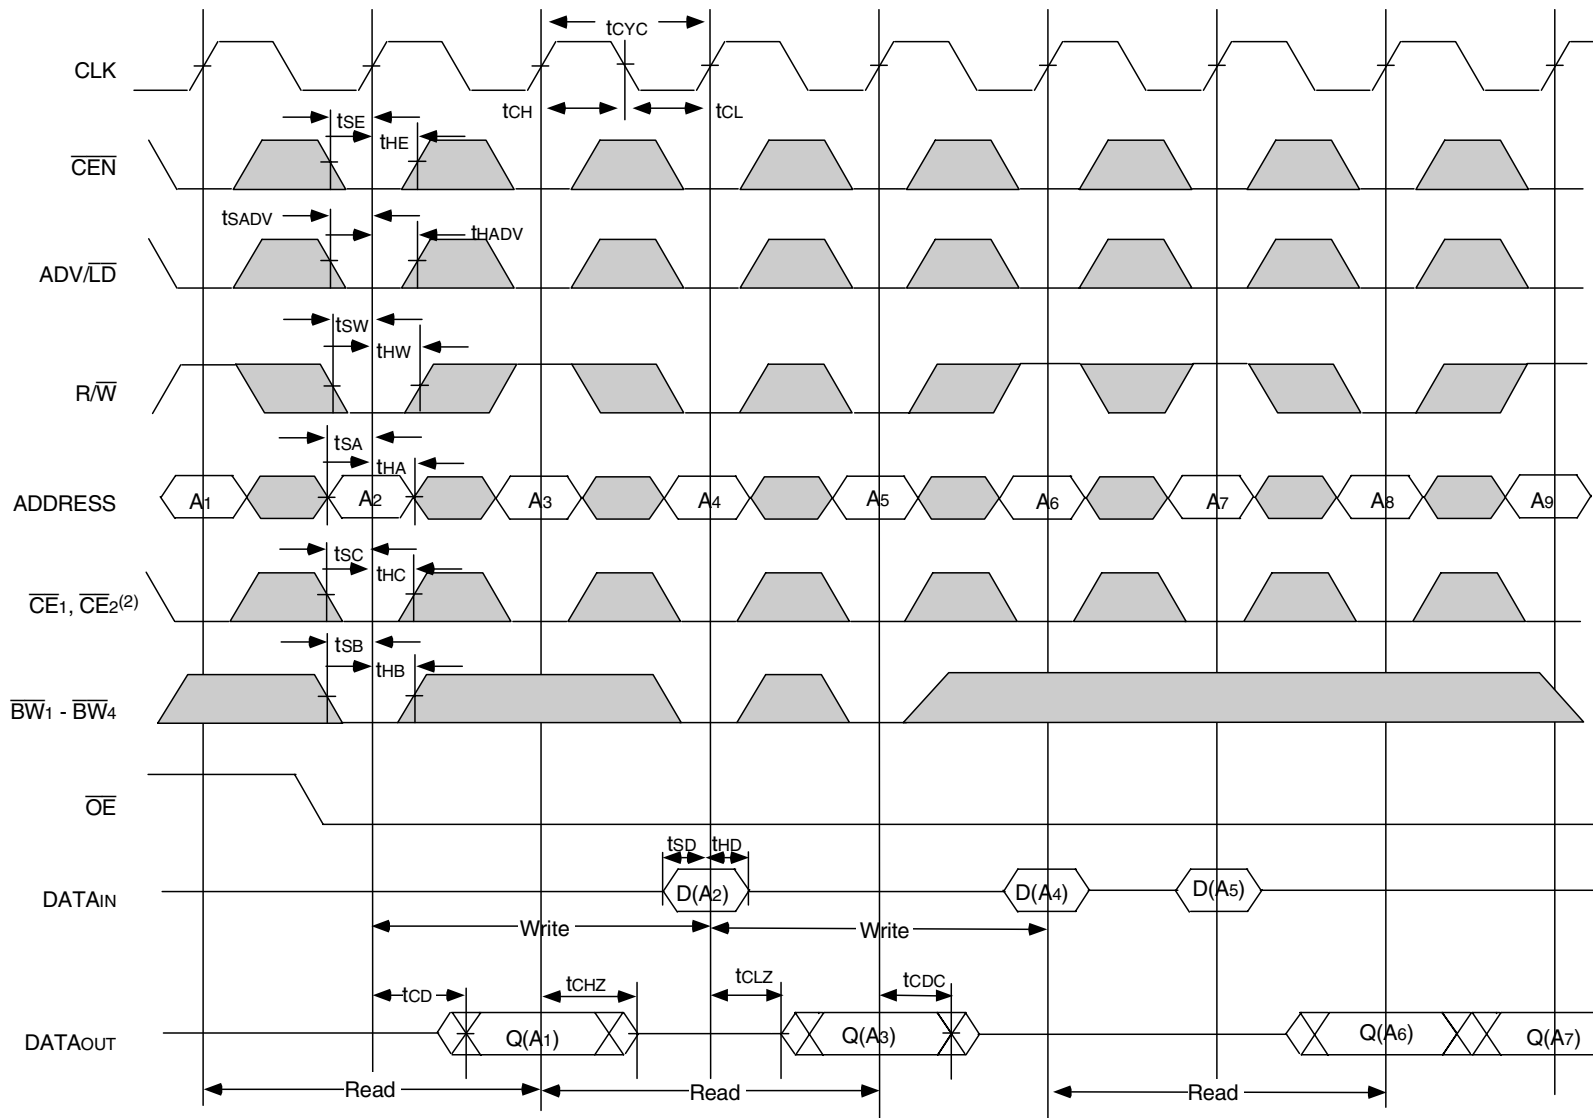 tCYC
CLK
tCH
tCL
tSE
tHE
CEN
tSADV
tHADV
ADV/LD
tSW
tHW
R/W
tSA
tHA
ADDRESS
A1 A2 A3 A4 A5 A6 A7 A8 A9
tSC
tHC
CE1, CE2(2)
tSB
tHB
BW1 - BW4
OE
tSD tHD
DATAIN
D(A2) D(A4) D(A5)
Write Write
tCD tCHZ tCLZ tCDC
DATAOUT
Q(A1) Q(A3) Q(A6) Q(A7)
Read Read Read